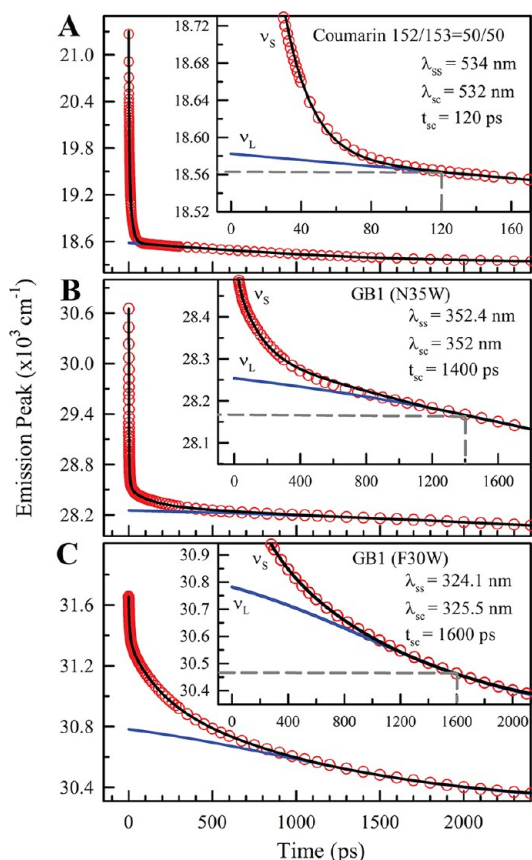 A
21.0
20.4
19.8
19.2
18.6
18.72
18.68
18.64
18.60
18.56
18.52
νS
νL
Coumarin 152/153=50/50
λSS = 534 nm
λsc = 532 nm
tsc = 120 ps
0 40 80 120 160
B
30.6
30.0
29.4
28.8
28.2
28.4
28.3
28.2
28.1
νS
νL
GB1 (N35W)
λss = 352.4 nm
λsc = 352 nm
tsc = 1400 ps
0 400 800 1200 1600
C
31.6
31.2
30.8
30.4
30.9
30.8
30.7
30.6
30.5
30.4
νS
νL
GB1 (F30W)
λss = 324.1 nm
λsc = 325.5 nm
tsc = 1600 ps
0 400 800 1200 1600 2000
0 500 1000 1500 2000
Emission Peak (x10³ cm⁻¹)
Time (ps)